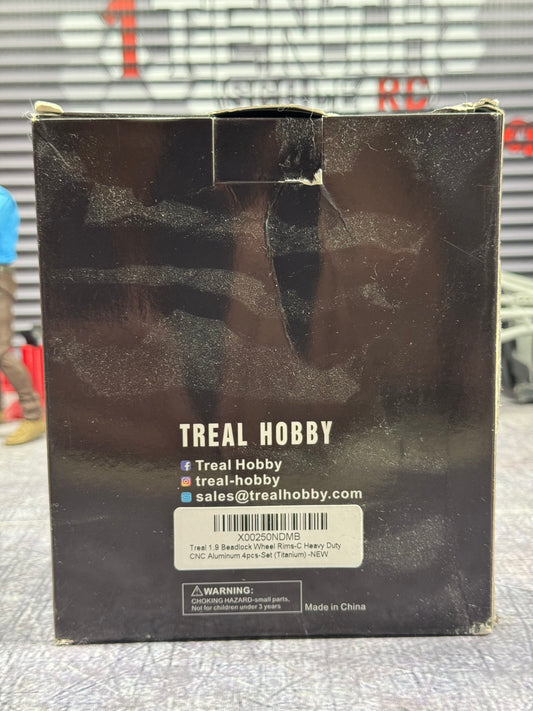 1TENTH
SCALE RC
TREAL HOBBY
Treal Hobby
treal-hobby
sales@trealhobby.com
X00250NDMB
Treal 1.9 Beadlock Wheel Rims-C Heavy Duty
CNC Aluminum 4pcs-Set (Titanium) -NEW
WARNING:
CHOKING HAZARD-small parts,
Not for children under 3 years
Made in China